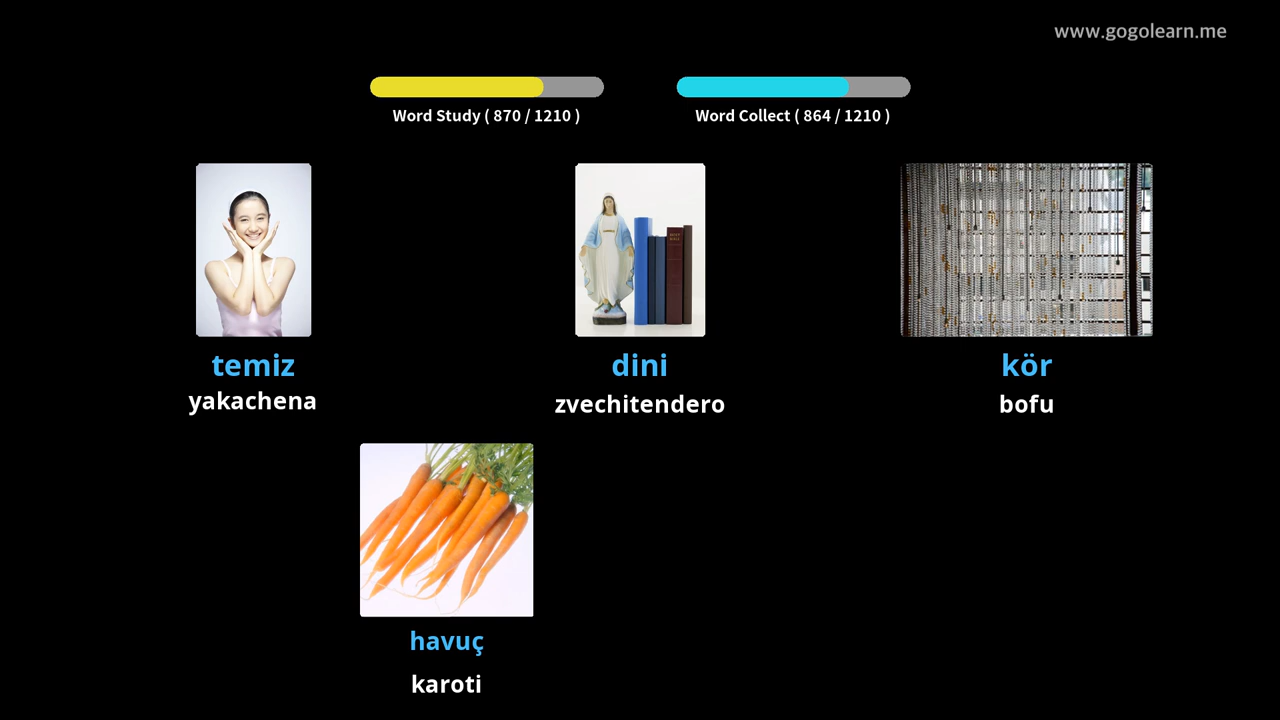 www.gogolearn.me
Word Study ( 870 / 1210 )
Word Collect ( 864 / 1210 )
temiz
yakachena
dini
zvechitendero
kör
bofu
havuç
karoti